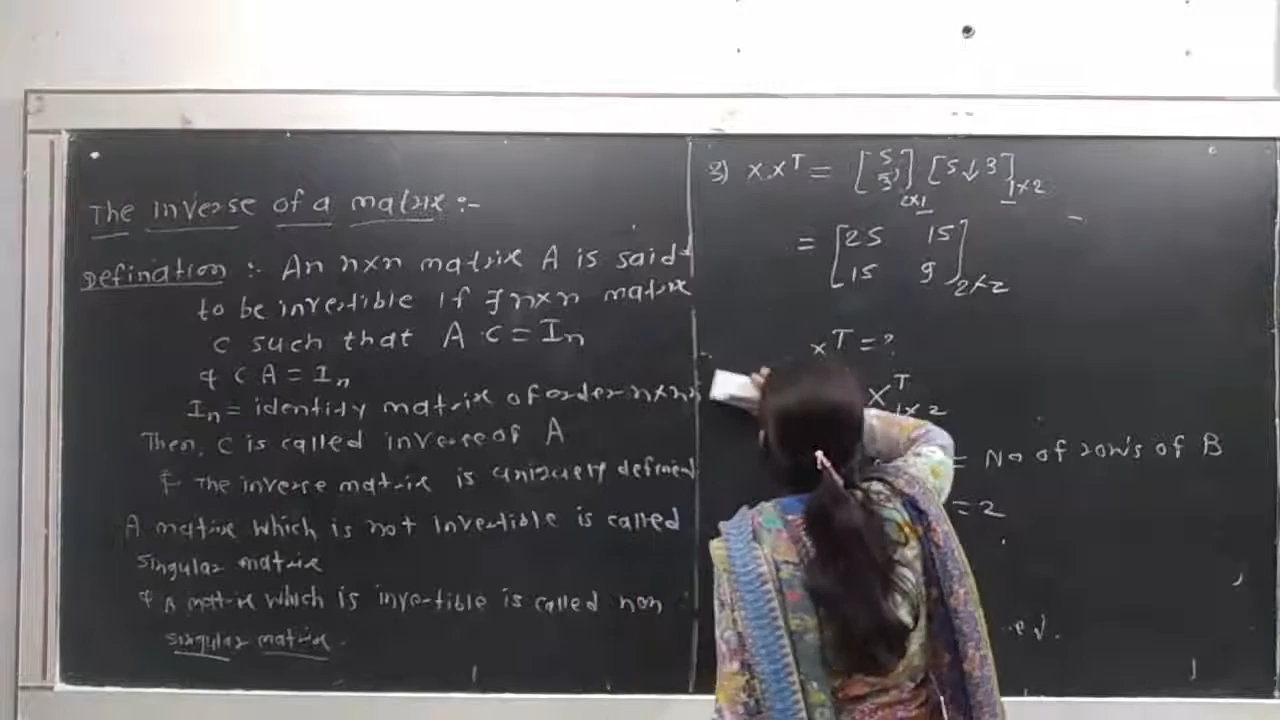 The Inverse of a matrix :-
Defination :- An n×n matrix A is said
to be invertible if ∃ n×n matrix
C such that A C = In
& C A = In
In = identity matrix of order n×n
Then, C is called inverse of A
& The inverse matrix is uniquely defined
A matrix which is not invertible is called
singular matrix
& A matrix which is invertible is called non
singular matrix.
3) x.xᵀ = [5 3] [5 3]
2×1 1×2
= [25 15
15 9] 2×2
xᵀ = ?
xᵀ 1×2
= No of rows of B
= 2